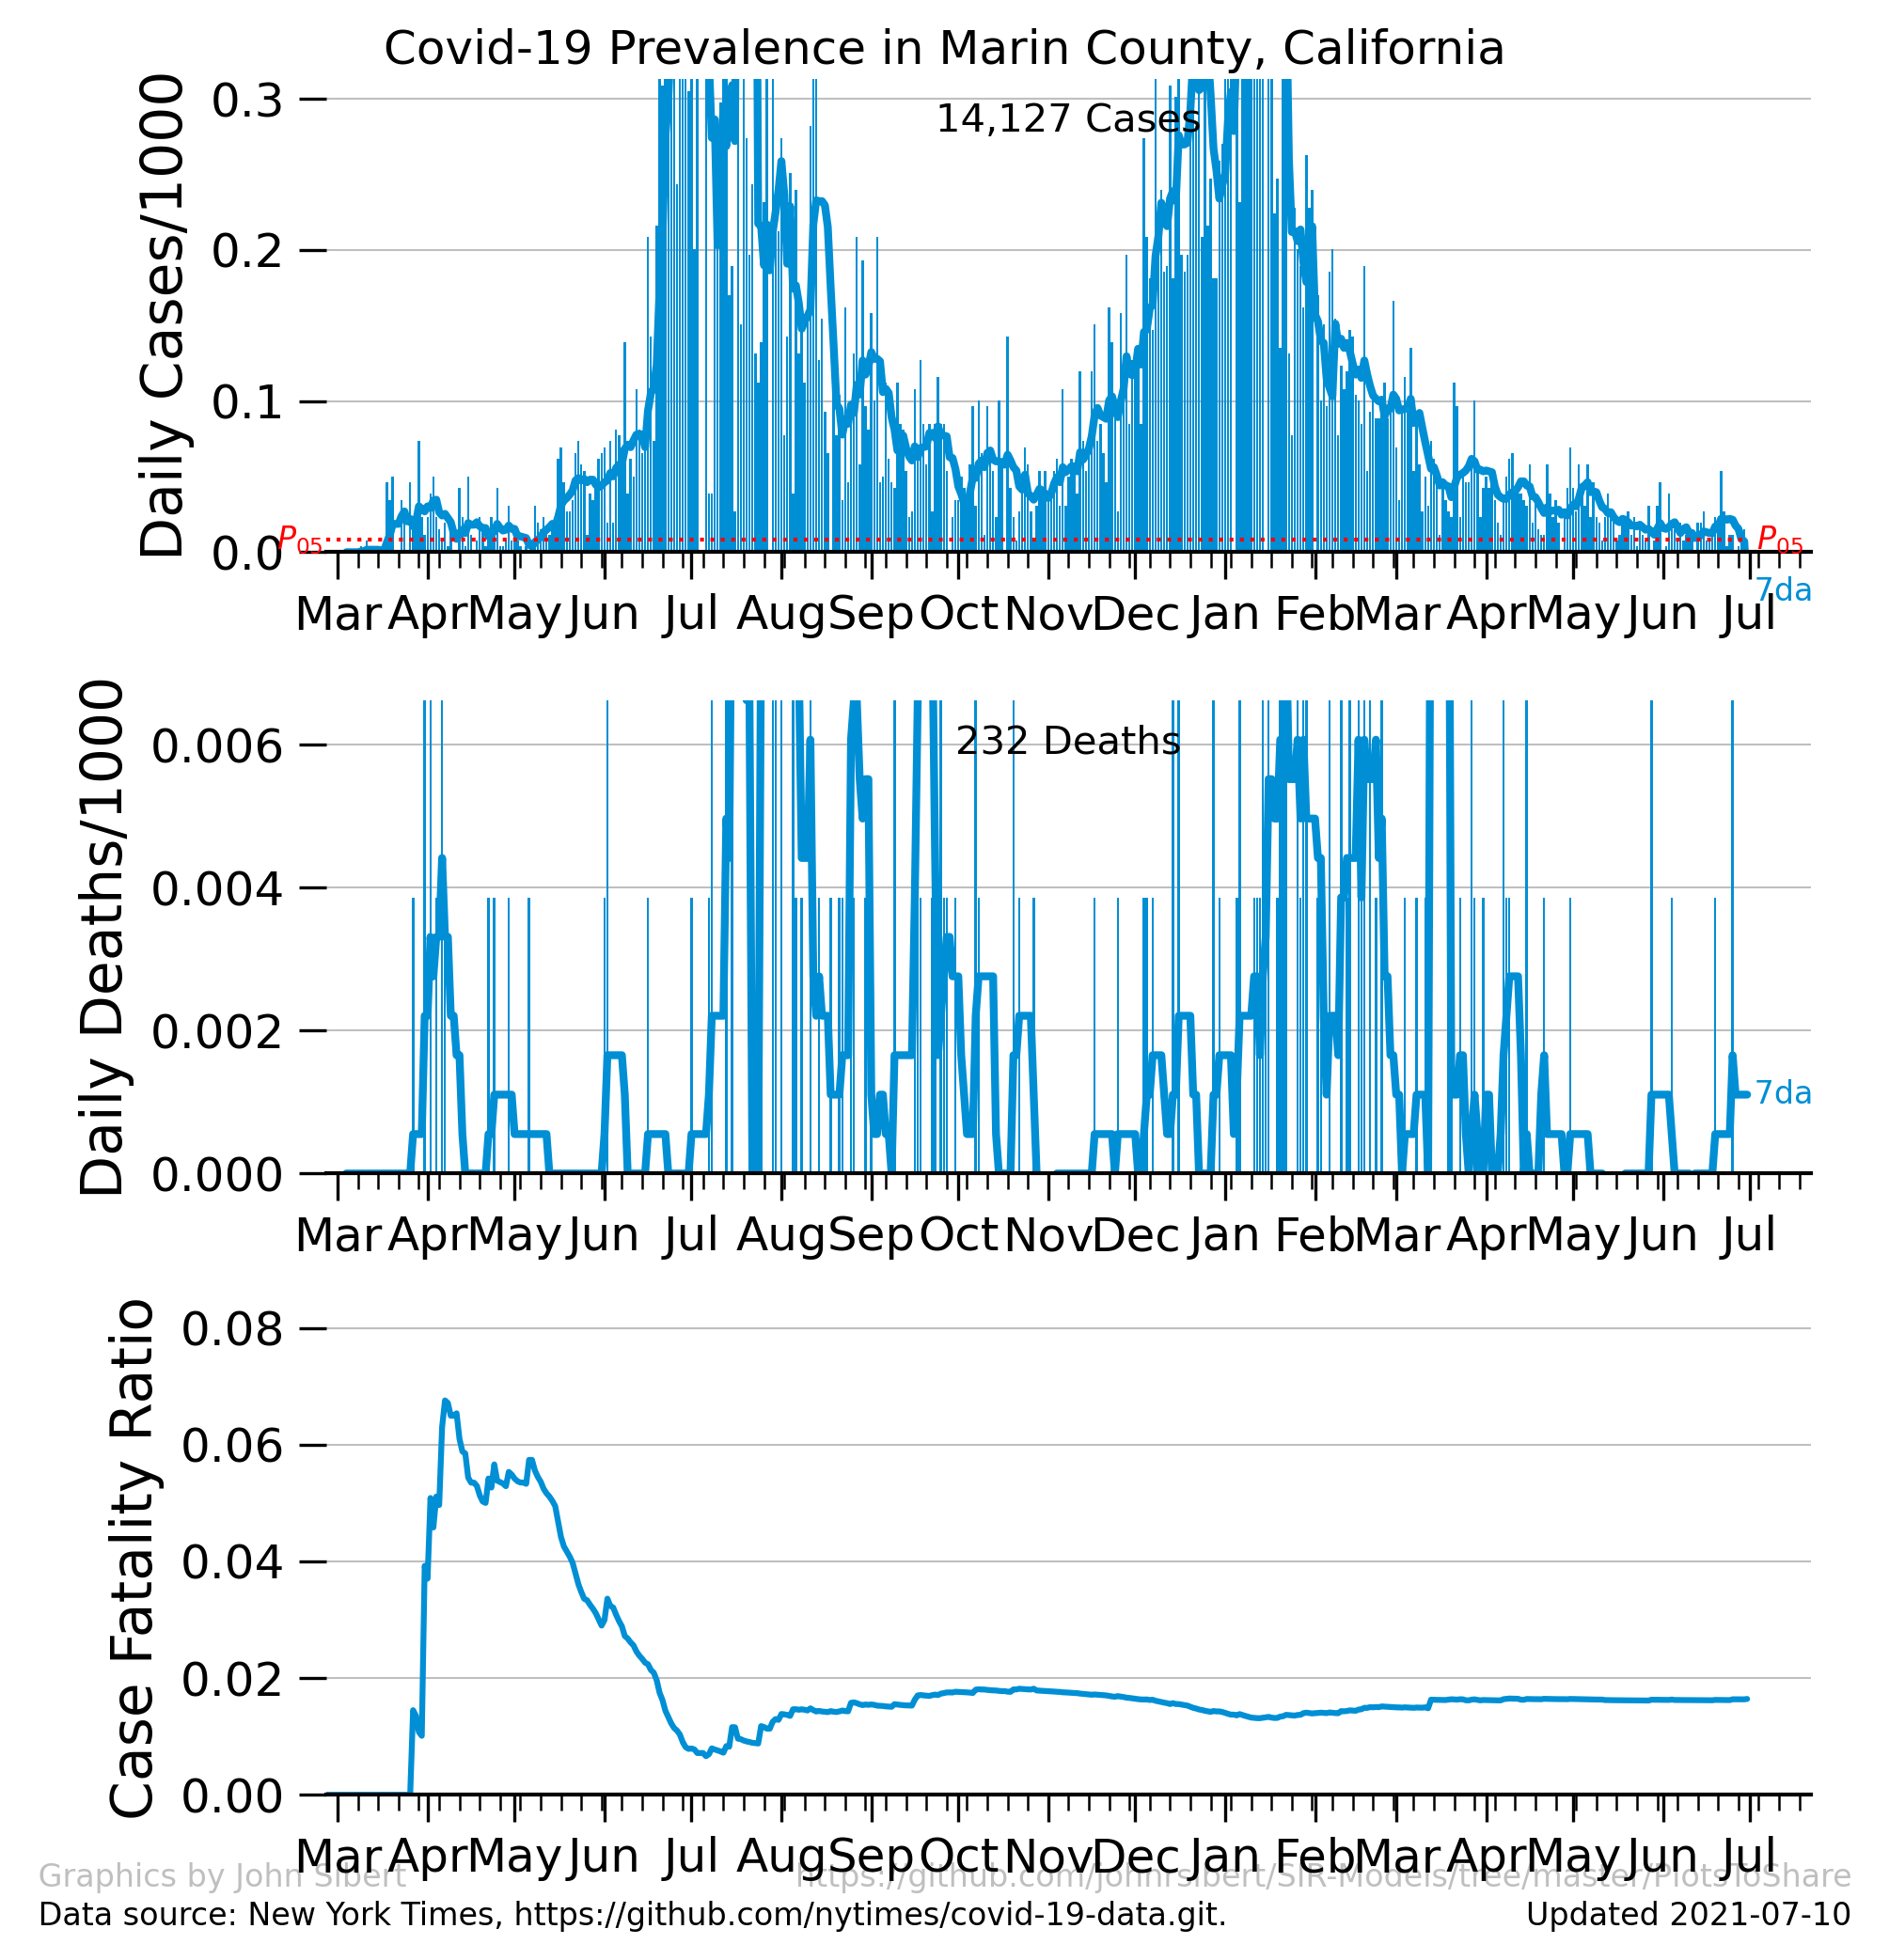 Covid-19 Prevalence in Marin County, California
Daily Cases/1000
0.3
0.2
0.1
0.0
14,127 Cases
P05
P05
7da
Mar Apr May Jun Jul Aug Sep Oct Nov Dec Jan Feb Mar Apr May Jun Jul
Daily Deaths/1000
0.006
0.004
0.002
0.000
232 Deaths
7da
Mar Apr May Jun Jul Aug Sep Oct Nov Dec Jan Feb Mar Apr May Jun Jul
Case Fatality Ratio
0.08
0.06
0.04
0.02
0.00
Mar Apr May Jun Jul Aug Sep Oct Nov Dec Jan Feb Mar Apr May Jun Jul
Graphics by John Sibert https://github.com/johnrsibert/SIR-Models/tree/master/PlotsToShare
Data source: New York Times, https://github.com/nytimes/covid-19-data.git. Updated 2021-07-10